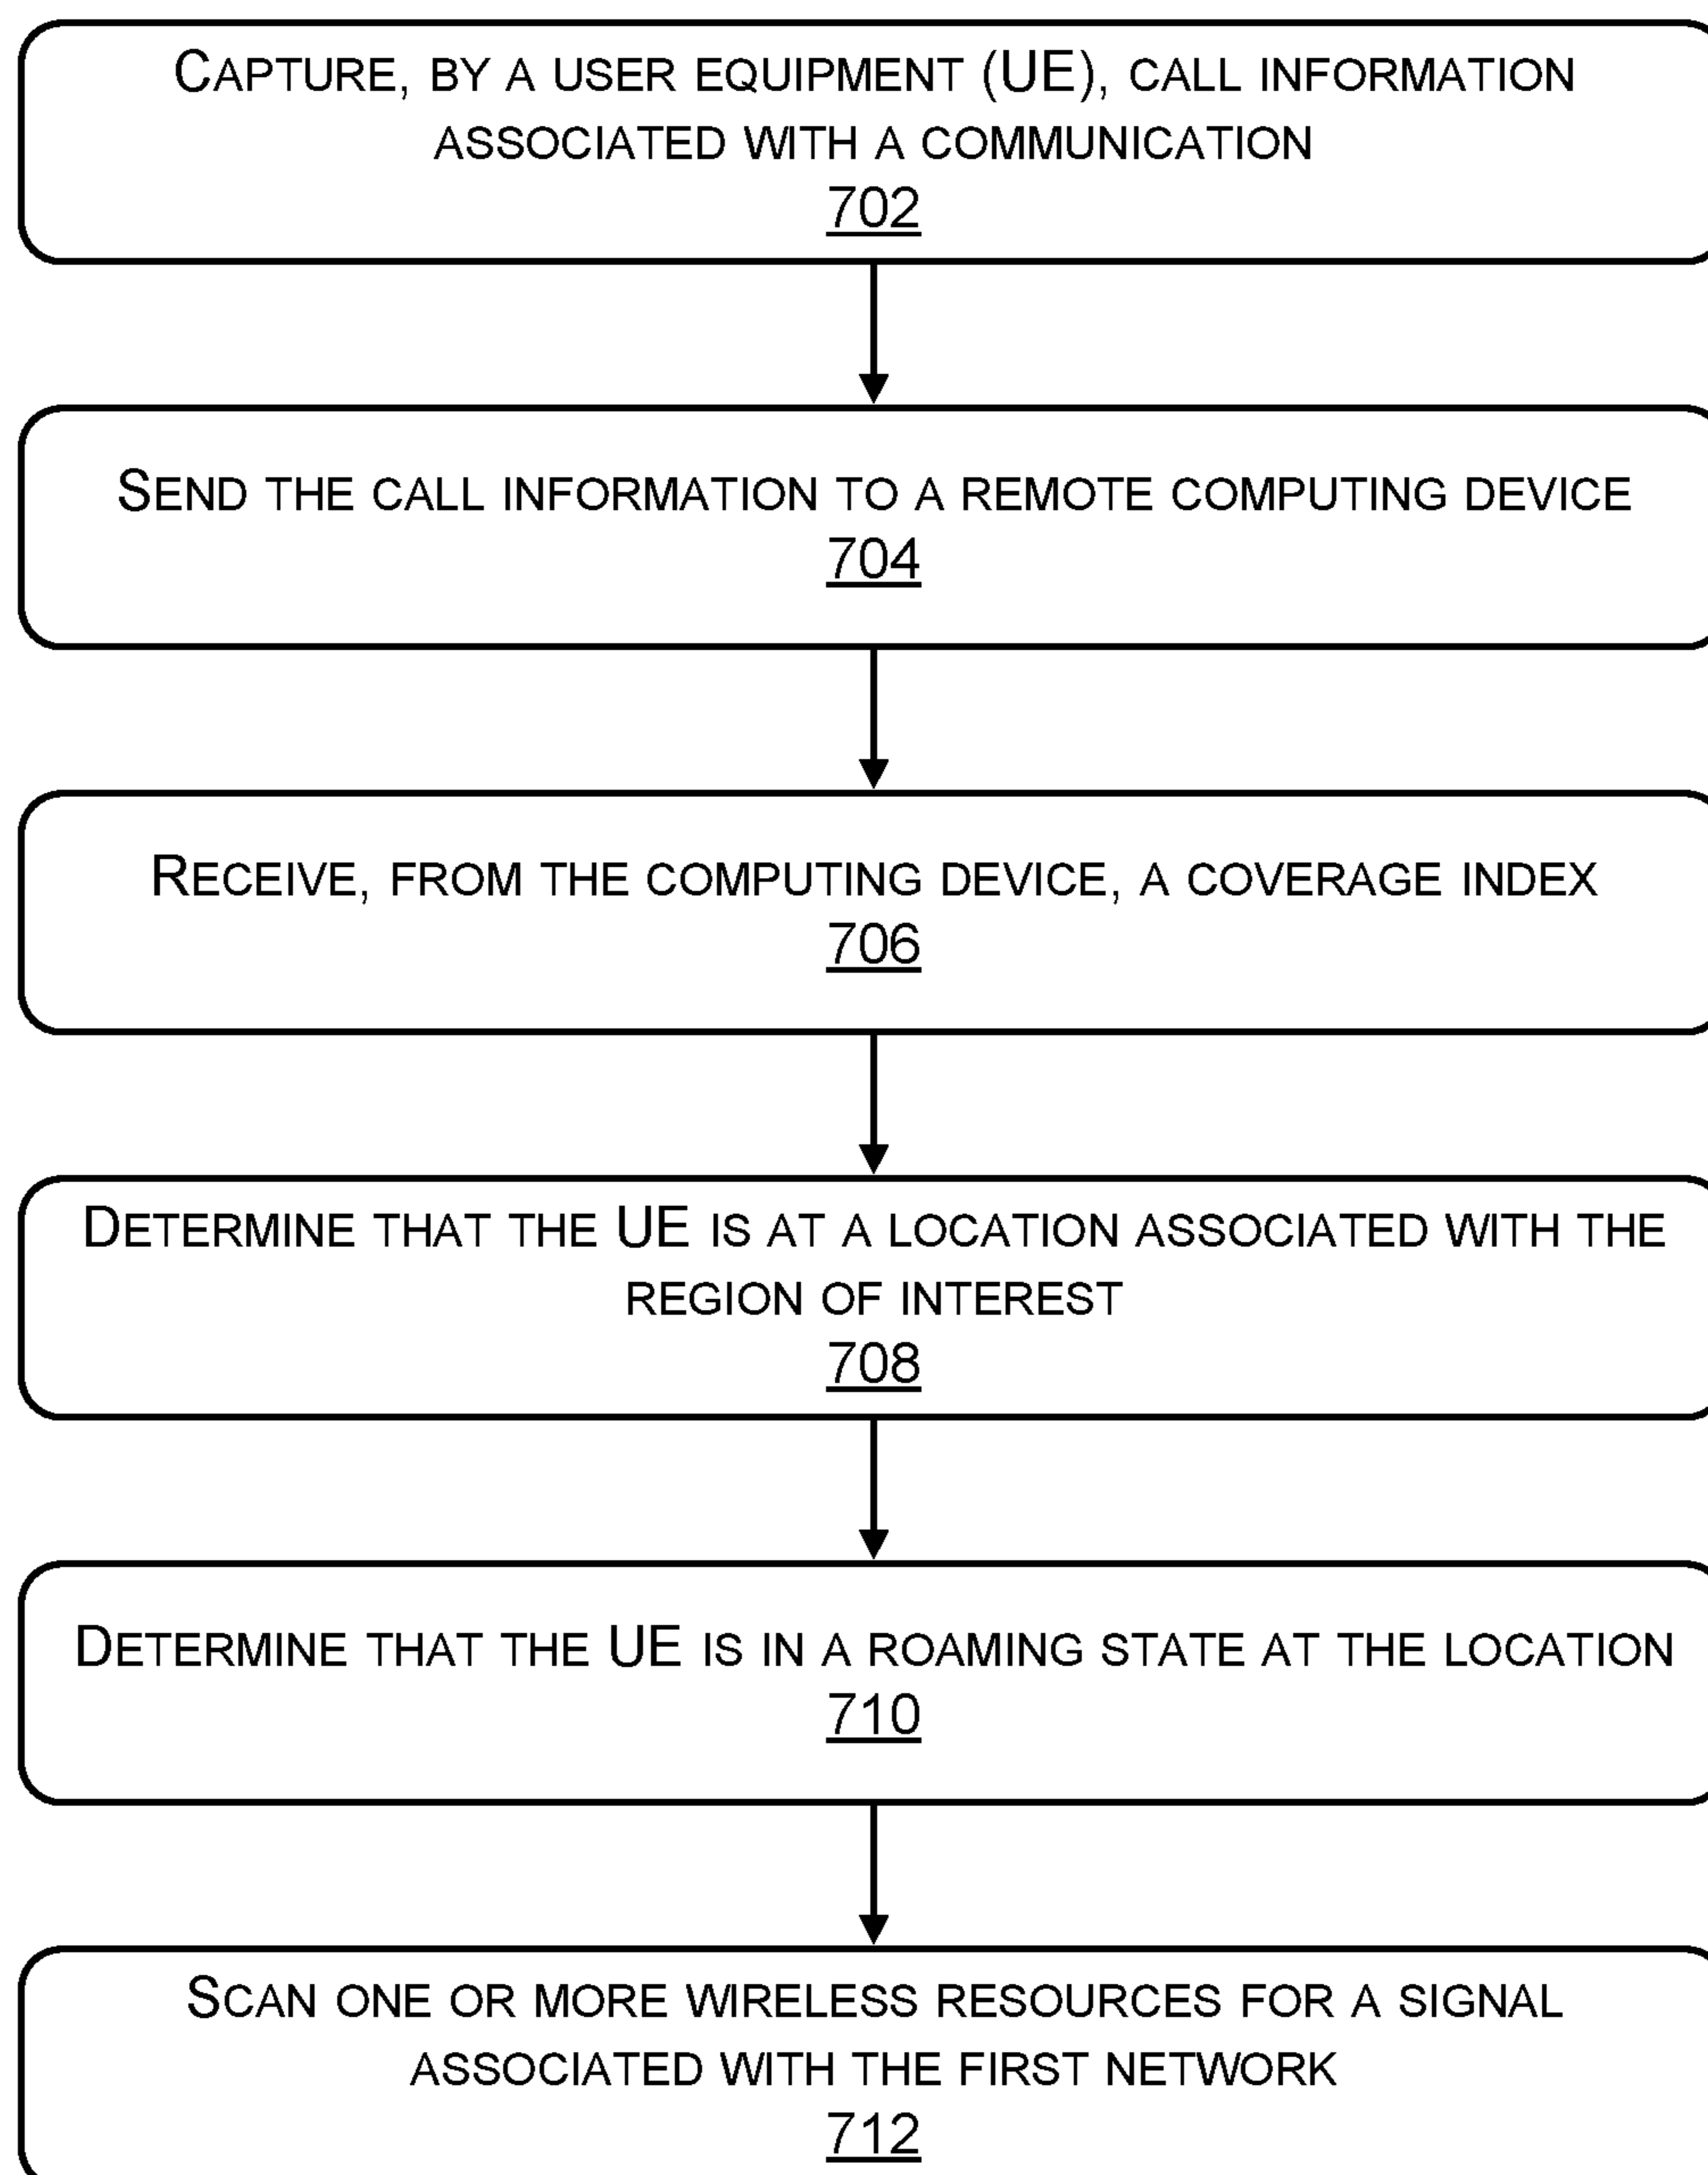 CAPTURE, BY A USER EQUIPMENT (UE), CALL INFORMATION
ASSOCIATED WITH A COMMUNICATION
702
SEND THE CALL INFORMATION TO A REMOTE COMPUTING DEVICE
704
RECEIVE, FROM THE COMPUTING DEVICE, A COVERAGE INDEX
706
DETERMINE THAT THE UE IS AT A LOCATION ASSOCIATED WITH THE
REGION OF INTEREST
708
DETERMINE THAT THE UE IS IN A ROAMING STATE AT THE LOCATION
710
SCAN ONE OR MORE WIRELESS RESOURCES FOR A SIGNAL
ASSOCIATED WITH THE FIRST NETWORK
712